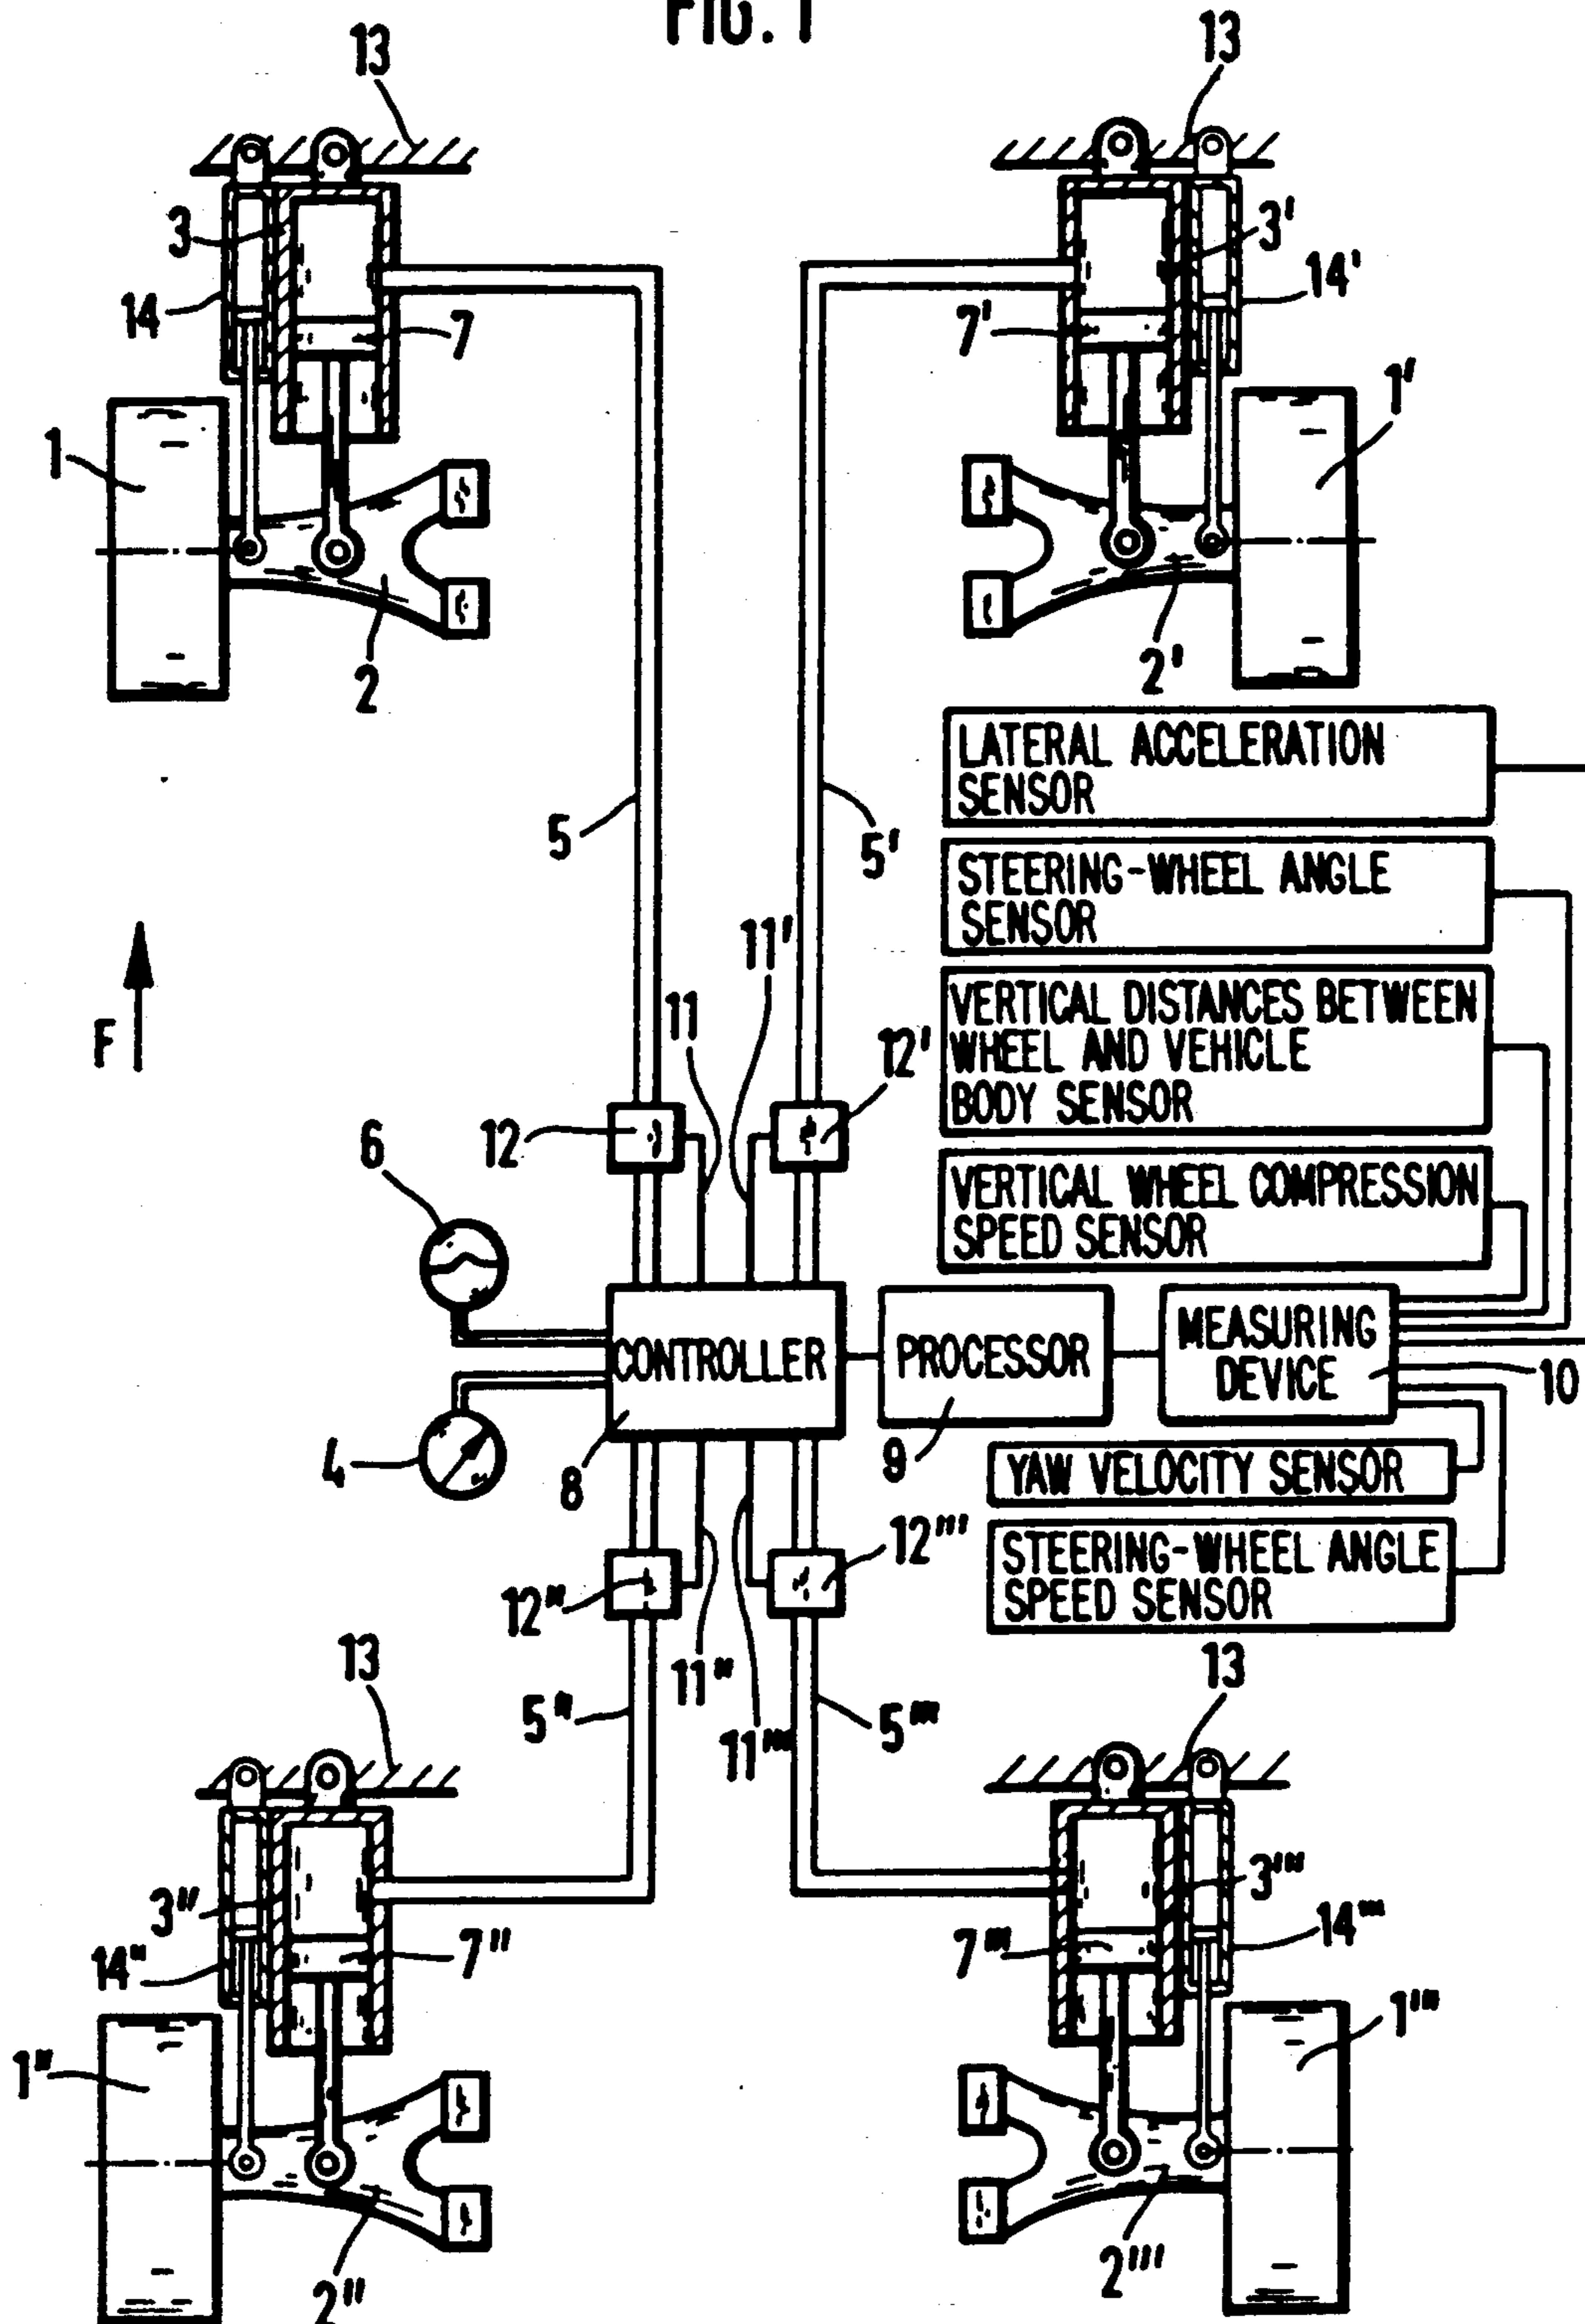 FIG. 1
13
13
3
3'
14
14'
7
7'
1'
1
2
2'
LATERAL ACCELERATION
SENSOR
5
5'
STEERING-WHEEL ANGLE
SENSOR
11'
F
11
12'
VERTICAL DISTANCES BETWEEN
WHEEL AND VEHICLE
BODY SENSOR
6
12
VERTICAL WHEEL COMPRESSION
SPEED SENSOR
CONTROLLER
PROCESSOR
MEASURING
DEVICE
10
4
8
9
YAW VELOCITY SENSOR
12"
12'''
STEERING-WHEEL ANGLE
SPEED SENSOR
13
11"
13
5"
11'''
5'''
3"
3'''
14"
7"
7'''
14'''
1"
1'''
2"
2'''